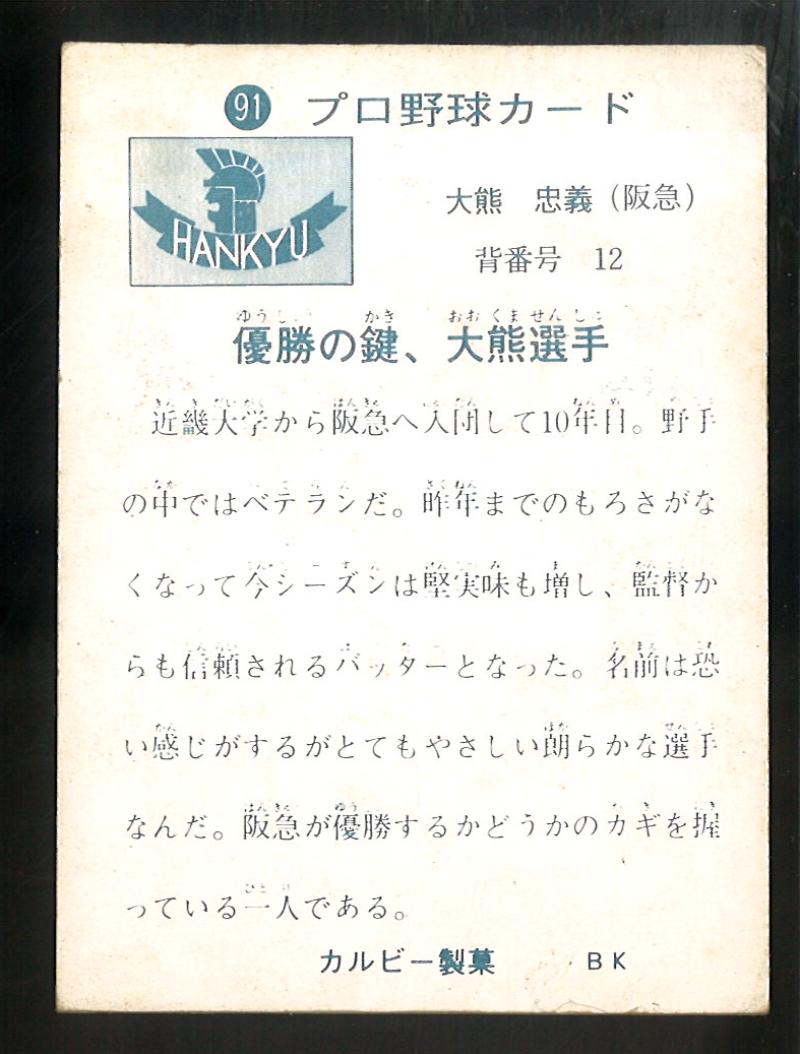 91 プロ野球カード
HANKYU
大熊 忠義(阪急)
背番号 12
優勝の鍵、大熊選手
近畿大学から阪急へ入団して10年目。野手
の中ではベテランだ。昨年までのもろさがな
くなって今シーズンは堅実味も増し、監督か
らも信頼されるバッターとなった。名前は恐
い感じがするがとてもやさしい朗らかな選手
なんだ。阪急が優勝するかどうかのカギを握
っている一人である。
カルビー製菓 BK